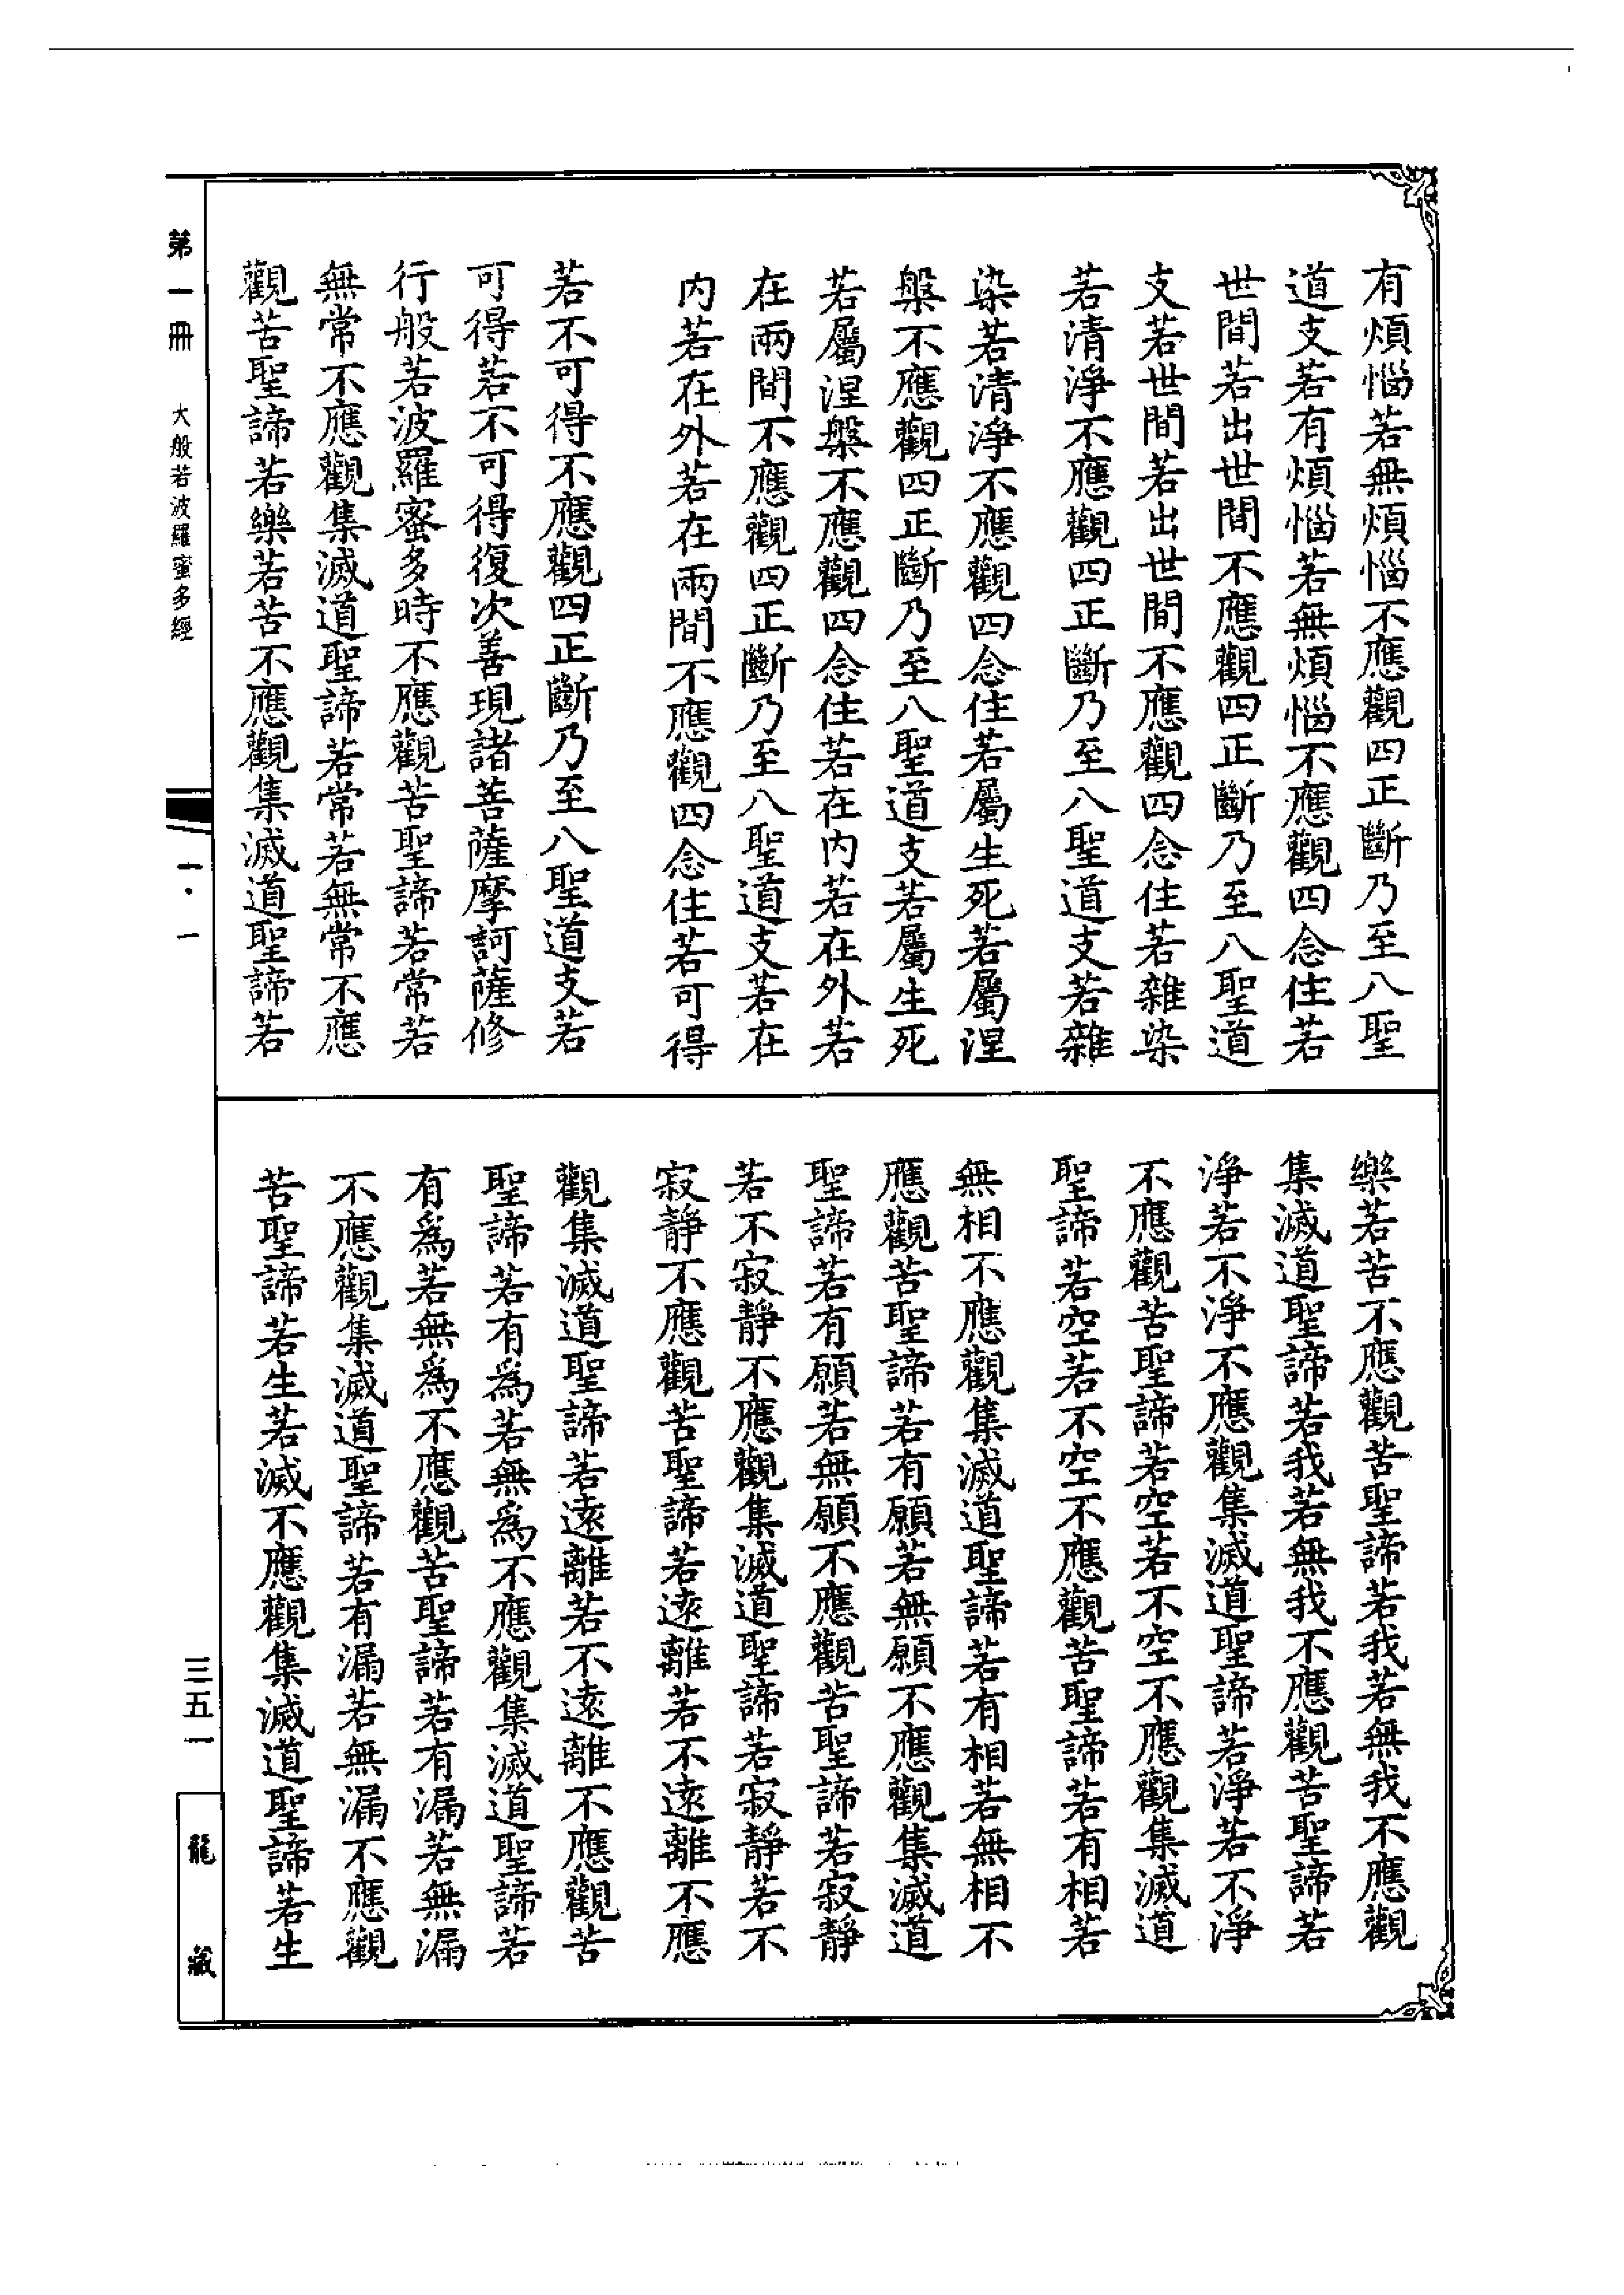 有煩惱若無煩惱不應觀四正斷乃至八聖
道支若有煩惱若無煩惱不應觀四念住若
世間若出世間不應觀四正斷乃至八聖道
支若世間若出世間不應觀四念住若雜染
若清淨不應觀四正斷乃至八聖道支若雜
染若清淨不應觀四念住若屬生死若屬涅
槃不應觀四正斷乃至八聖道支若屬生死
若屬涅槃不應觀四念住若在內若在外若
在兩間不應觀四正斷乃至八聖道支若在
內若在外若在兩間不應觀四念住若可得
若不可得不應觀四正斷乃至八聖道支若
可得若不可得復次善現諸菩薩摩訶薩修
行般若波羅蜜多時不應觀苦聖諦若常若
無常不應觀集滅道聖諦若常若無常不應
觀苦聖諦若樂若苦不應觀集滅道聖諦若
樂若苦不應觀苦聖諦若我若無我不應觀
集滅道聖諦若我若無我不應觀苦聖諦若
淨若不淨不應觀集滅道聖諦若淨若不淨
不應觀苦聖諦若空若不空不應觀集滅道
聖諦若空若不空不應觀苦聖諦若有相若
無相不應觀集滅道聖諦若有相若無相不
應觀苦聖諦若有願若無願不應觀集滅道
聖諦若有願若無願不應觀苦聖諦若寂靜
若不寂靜不應觀集滅道聖諦若寂靜若不
寂靜不應觀苦聖諦若遠離若不遠離不應
觀集滅道聖諦若遠離若不遠離不應觀苦
聖諦若有為若無為不應觀集滅道聖諦若
有為若無為不應觀苦聖諦若有漏若無漏
不應觀集滅道聖諦若有漏若無漏不應觀
苦聖諦若生若滅不應觀集滅道聖諦若生
第一冊 大般若波羅蜜多經
一·一
三五一
龍藏